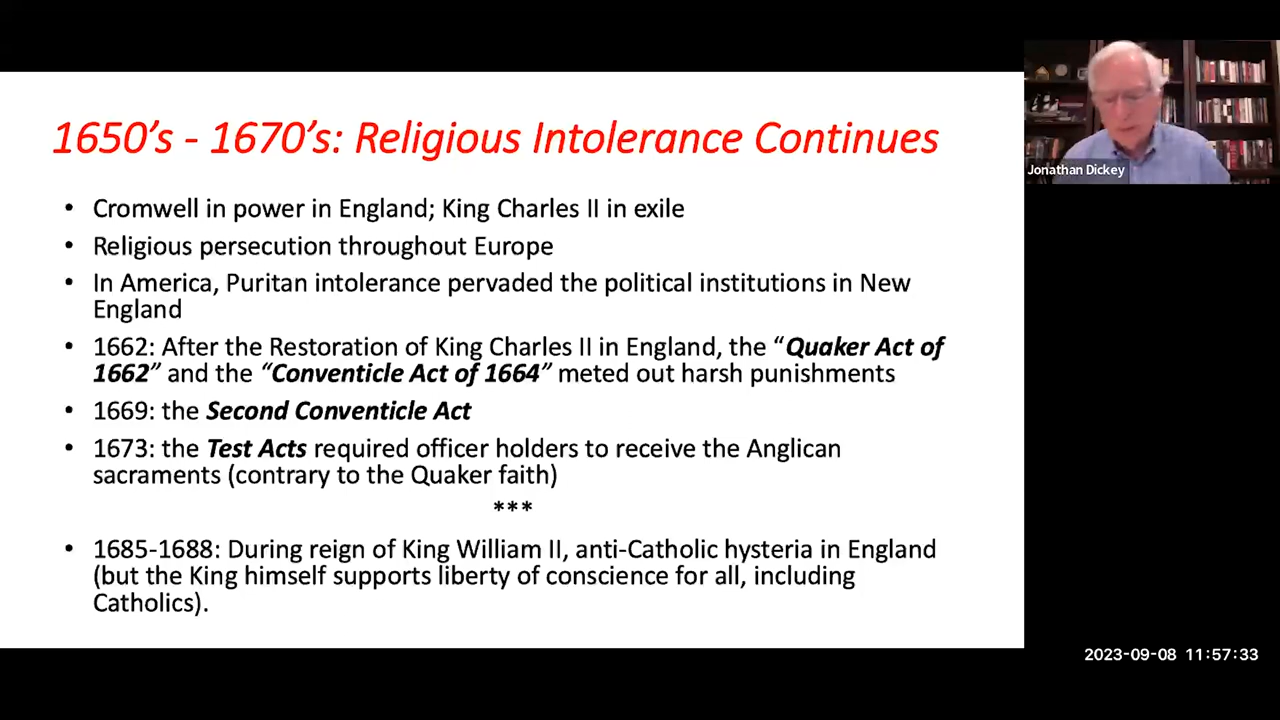 1650’s - 1670’s: Religious Intolerance Continues
• Cromwell in power in England; King Charles II in exile
• Religious persecution throughout Europe
• In America, Puritan intolerance pervaded the political institutions in New
England
• 1662: After the Restoration of King Charles II in England, the “Quaker Act of
1662” and the “Conventicle Act of 1664” meted out harsh punishments
• 1669: the Second Conventicle Act
• 1673: the Test Acts required officer holders to receive the Anglican
sacraments (contrary to the Quaker faith)
***
• 1685-1688: During reign of King William II, anti-Catholic hysteria in England
(but the King himself supports liberty of conscience for all, including
Catholics).
Jonathan Dickey
2023-09-08 11:57:33